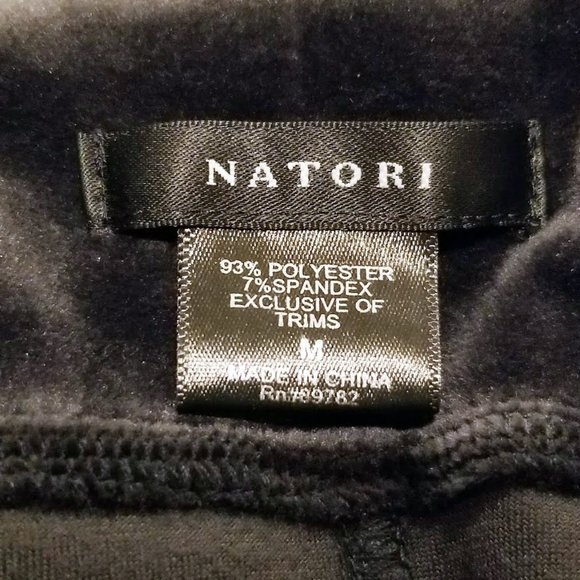 NATORI
93% POLYESTER
7%SPANDEX
EXCLUSIVE OF
TRIMS
M
MADE IN CHINA